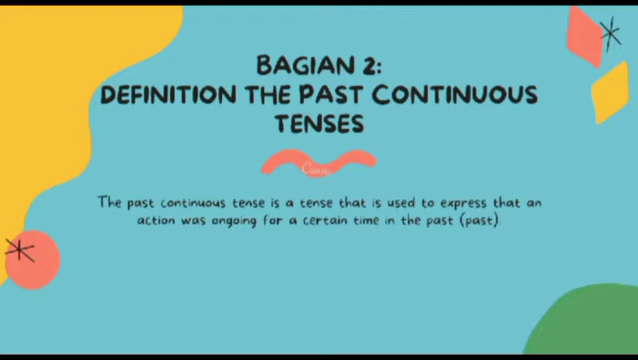 BAGIAN 2:
DEFINITION THE PAST CONTINUOUS
TENSES
Canva
The past continuous tense is a tense that is used to express that an
action was ongoing for a certain time in the past (past).